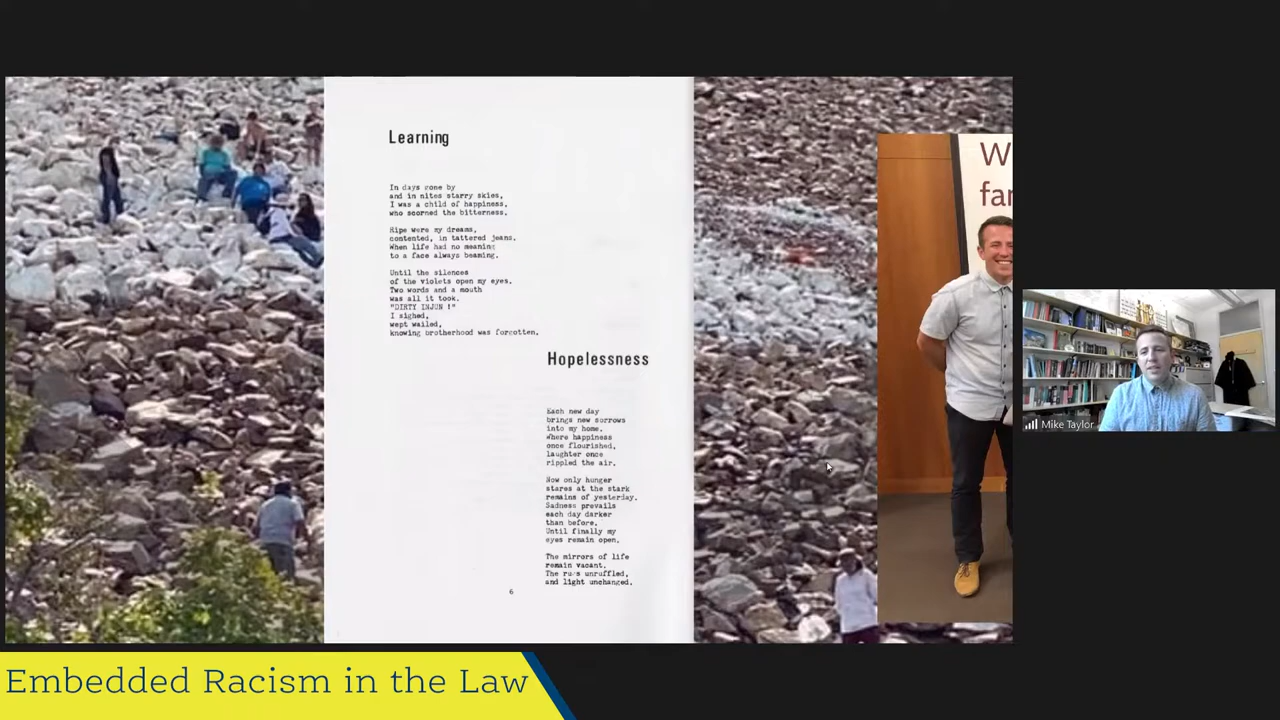 Learning
In days gone by
and in nites starry skies,
I was a child of happiness,
who scorned the bitterness.
Ripe were my dreams,
contented, in tattered jeans.
When life had no meaning
to a face always beaming.
Until the silences
of the violets open my eyes.
Two words and a mouth
was all it took.
"DIRTY INJUN !"
I sighed,
wept wailed,
knowing brotherhood was forgotten.
Hopelessness
Each new day
brings new sorrows
into my home.
Where happiness
once flourished,
laughter once
rippled the air.
Now only hunger
stares at the stark
remains of yesterday.
Sadness prevails
each day darker
than before.
Until finally my
eyes remain open.
The mirrors of life
remain vacant.
The rugs unruffled,
and light unchanged.
6
W
far
Mike Taylor
Embedded Racism in the Law